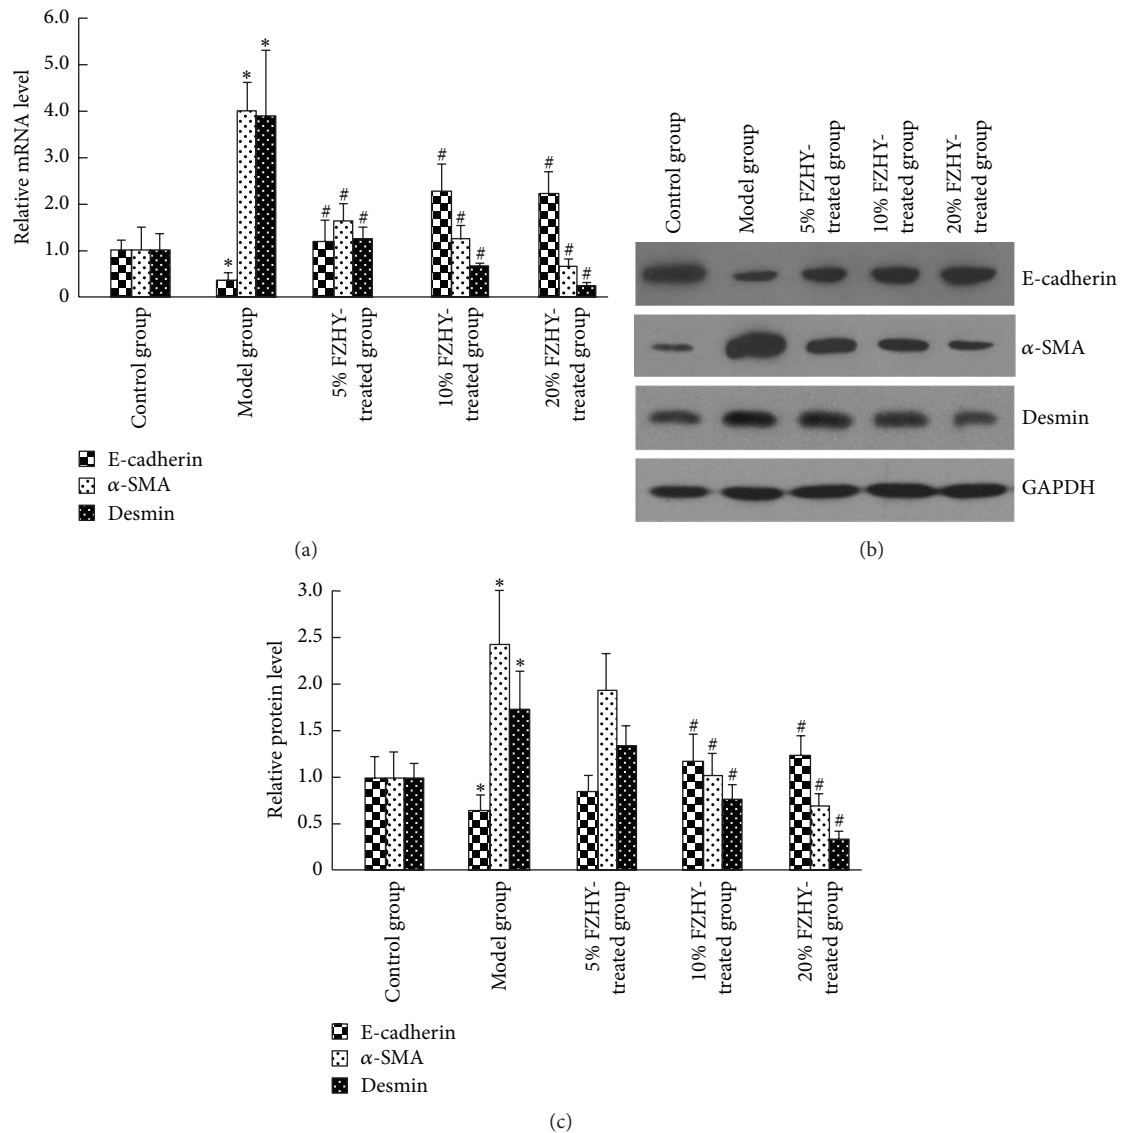 6.0
5.0
4.0
3.0
2.0
1.0
0
Relative mRNA level
*
*
*
#
#
#
#
#
#
#
#
#
Control group
Model group
5% FZHY-
treated group
10% FZHY-
treated group
20% FZHY-
treated group
E-cadherin
α-SMA
Desmin
(a)
Control group
Model group
5% FZHY-
treated group
10% FZHY-
treated group
20% FZHY-
treated group
E-cadherin
α-SMA
Desmin
GAPDH
(b)
3.0
2.5
2.0
1.5
1.0
0.5
0
Relative protein level
*
*
*
#
#
#
#
#
#
Control group
Model group
5% FZHY-
treated group
10% FZHY-
treated group
20% FZHY-
treated group
E-cadherin
α-SMA
Desmin
(c)